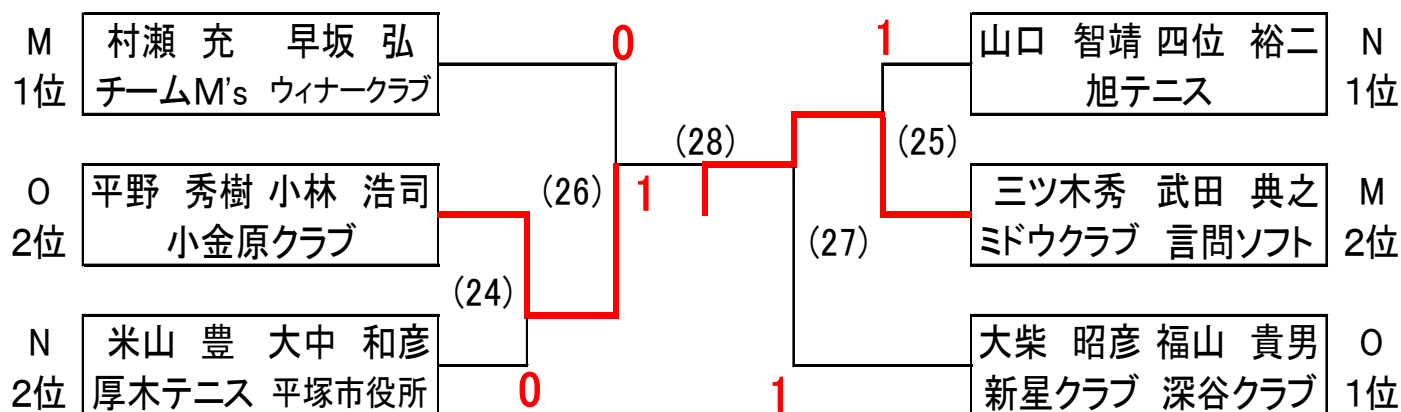 M 村瀬 充 早坂 弘 0 1 山口 智靖 四位 裕二 N
1位 チームM's ウィナークラブ 旭テニス 1位
(28) (25)
O 平野 秀樹 小林 浩司 (26) 1 三ツ木秀 武田 典之 M
2位 小金原クラブ (27) ミドウクラブ 言問ソフト 2位
(24)
N 米山 豊 大中 和彦 大柴 昭彦 福山 貴男 O
2位 厚木テニス 平塚市役所 0 1 新星クラブ 深谷クラブ 1位